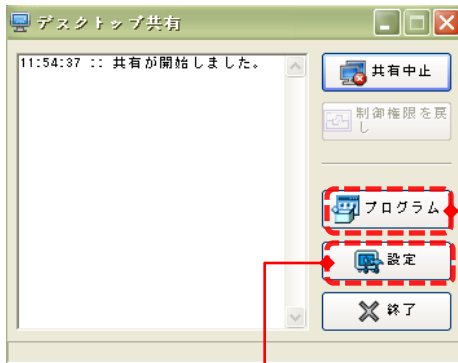 デスクトップ共有
11:54:37 :: 共有が開始しました。
共有中止
制御権限を戻
し
プログラム
設定
終了